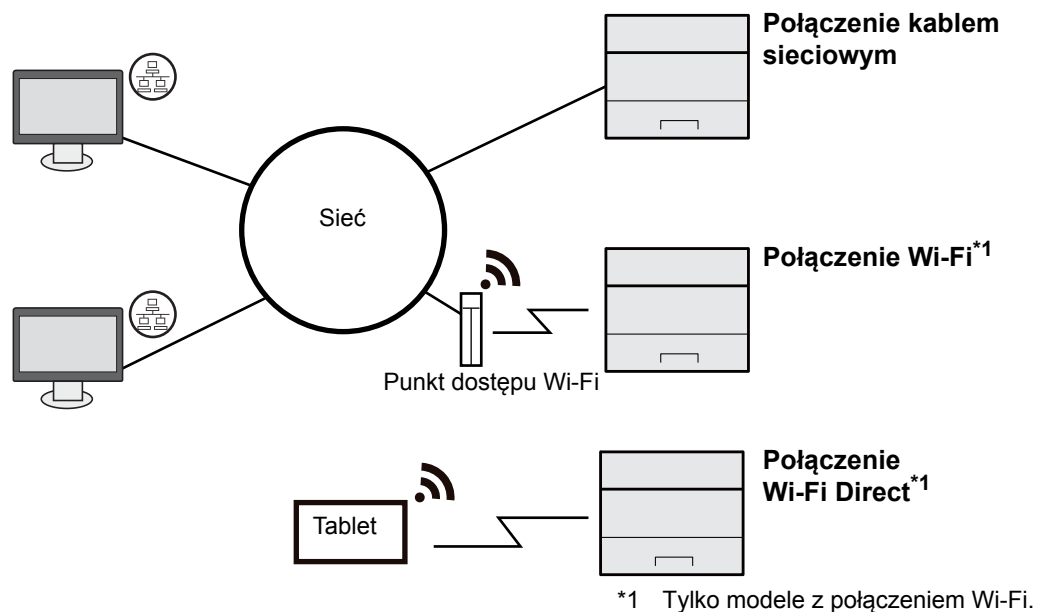 Połączenie kablem
sieciowym
Sieć
Połączenie Wi-Fi*1
Punkt dostępu Wi-Fi
Połączenie
Wi-Fi Direct*1
Tablet
*1 Tylko modele z połączeniem Wi-Fi.